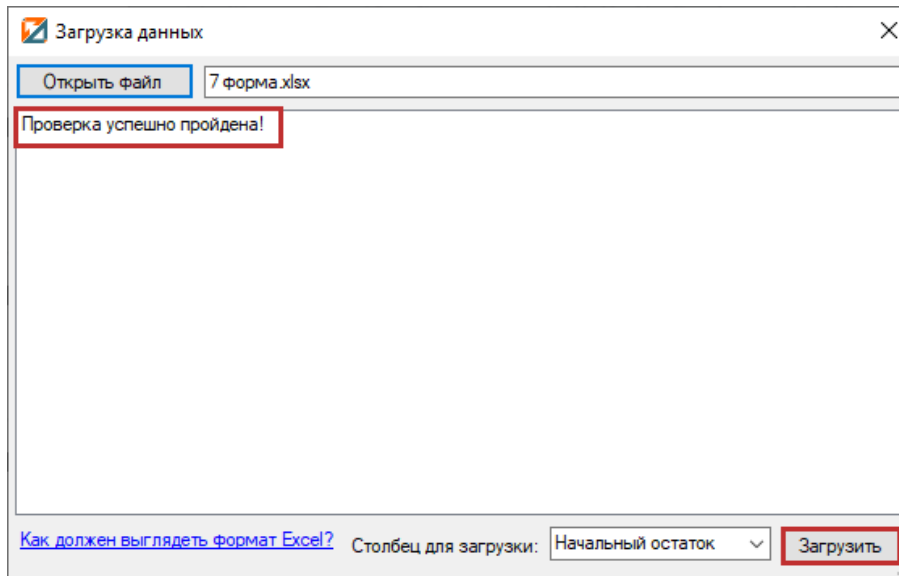 Загрузка данных
Открыть файл 7 форма.xlsx
Проверка успешно пройдена!
Как должен выглядеть формат Excel? Столбец для загрузки: Начальный остаток Загрузить